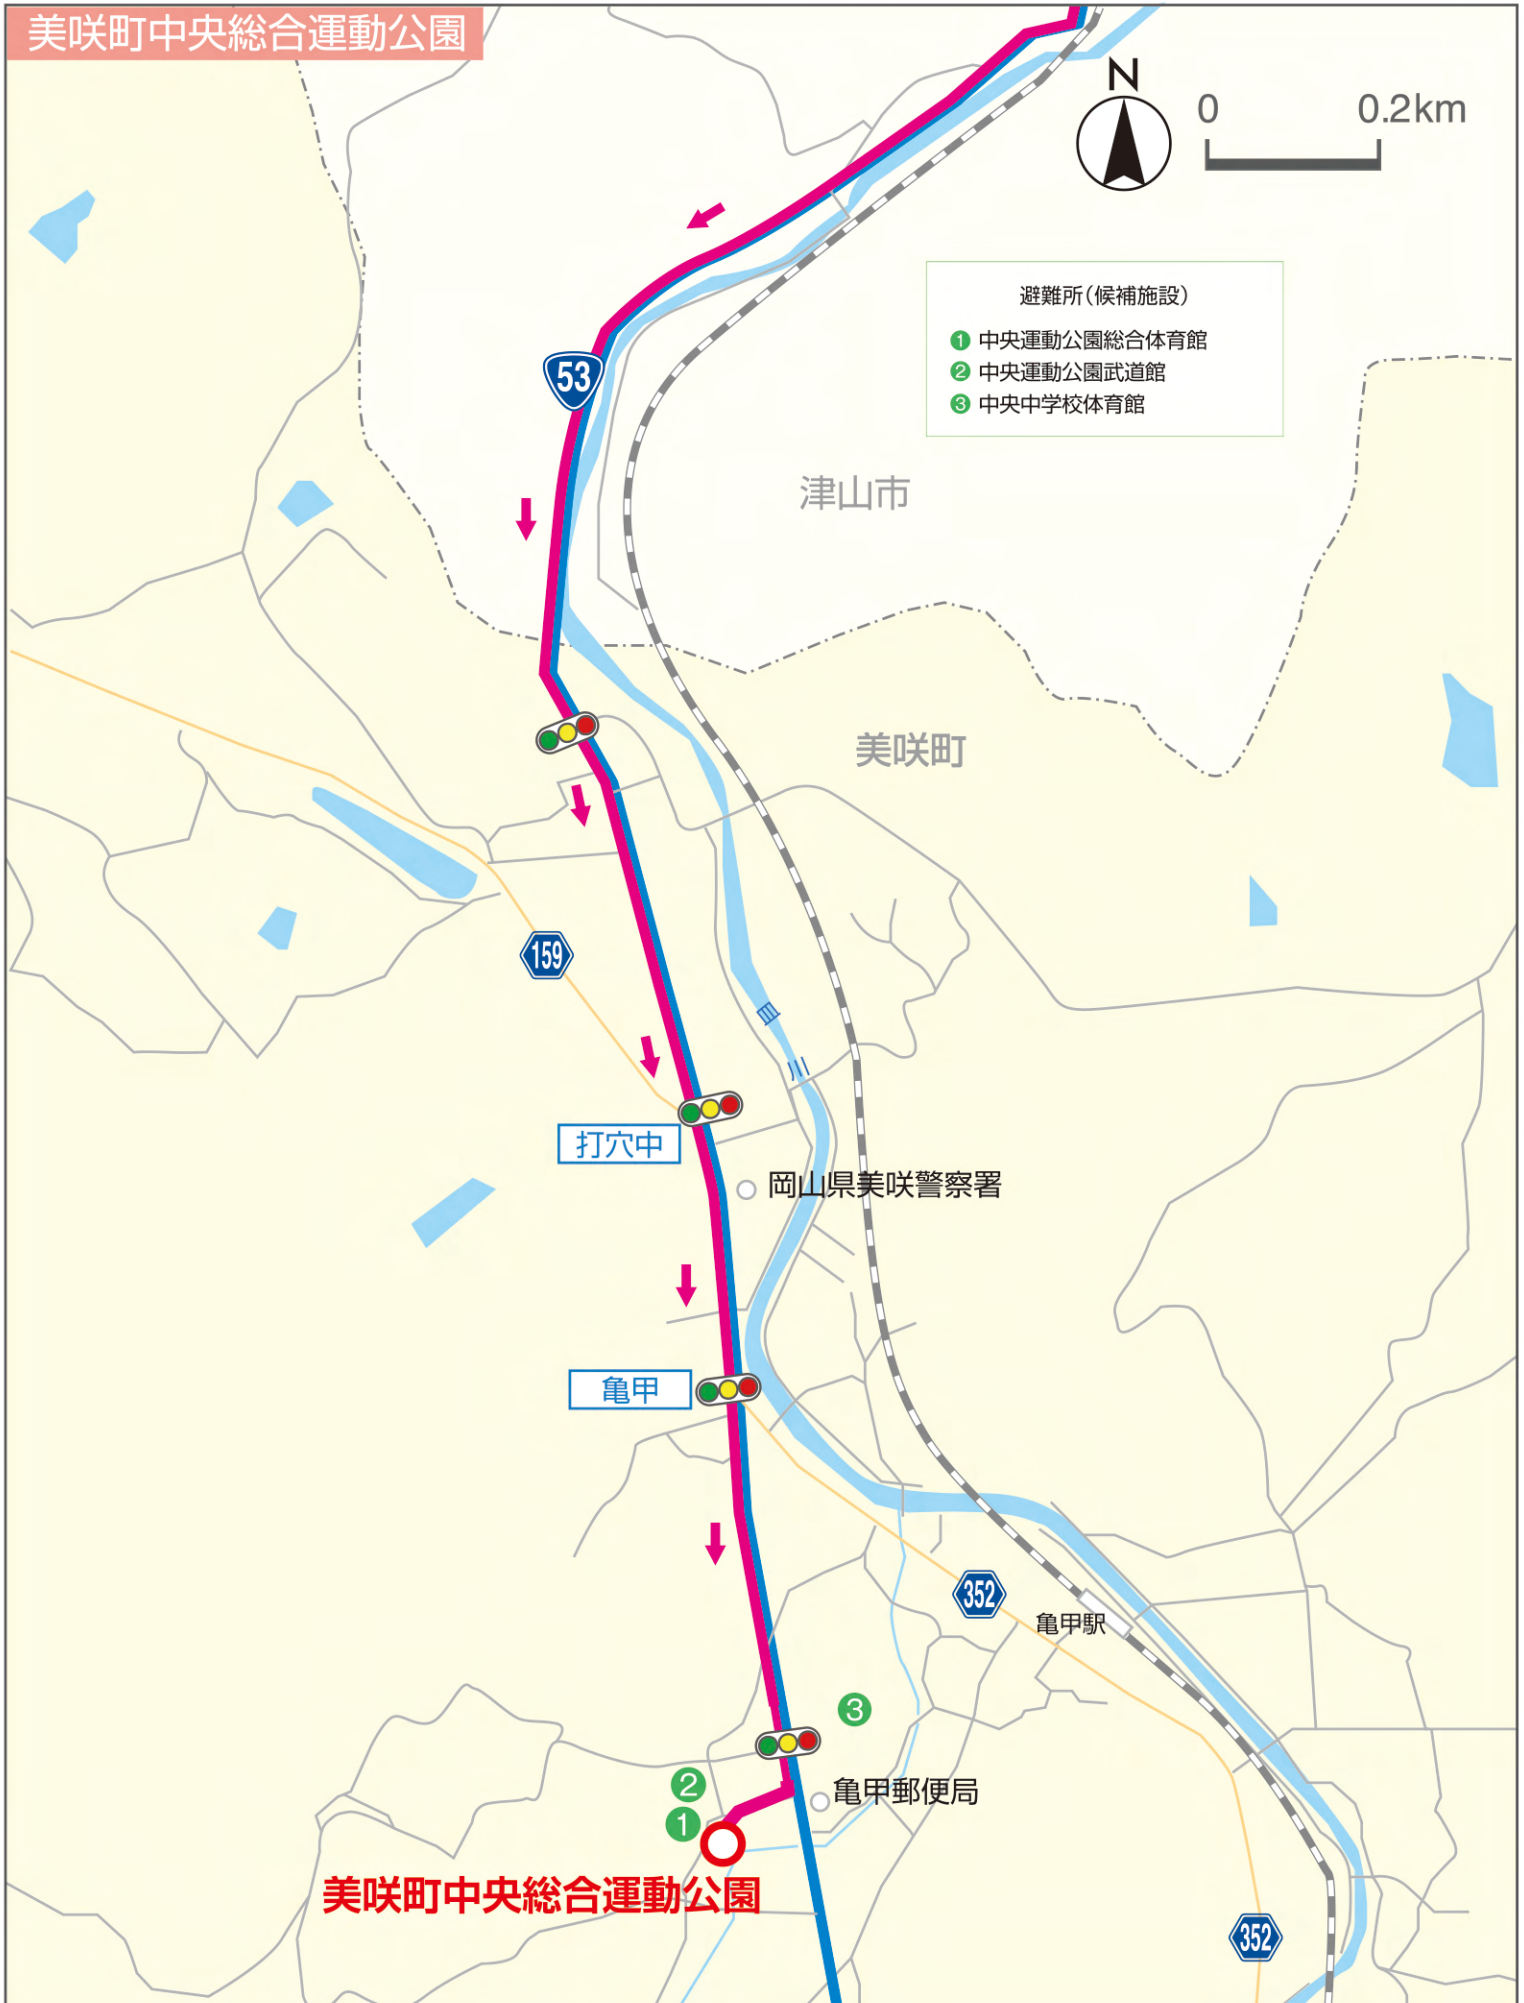 美咲町中央総合運動公園
N
0 0.2km
避難所(候補施設)
1 中央運動公園総合体育館
2 中央運動公園武道館
3 中央中学校体育館
53
津山市
美咲町
159
皿
川
打穴中
岡山県美咲警察署
亀甲
352
亀甲駅
3
2
亀甲郵便局
1
美咲町中央総合運動公園
352